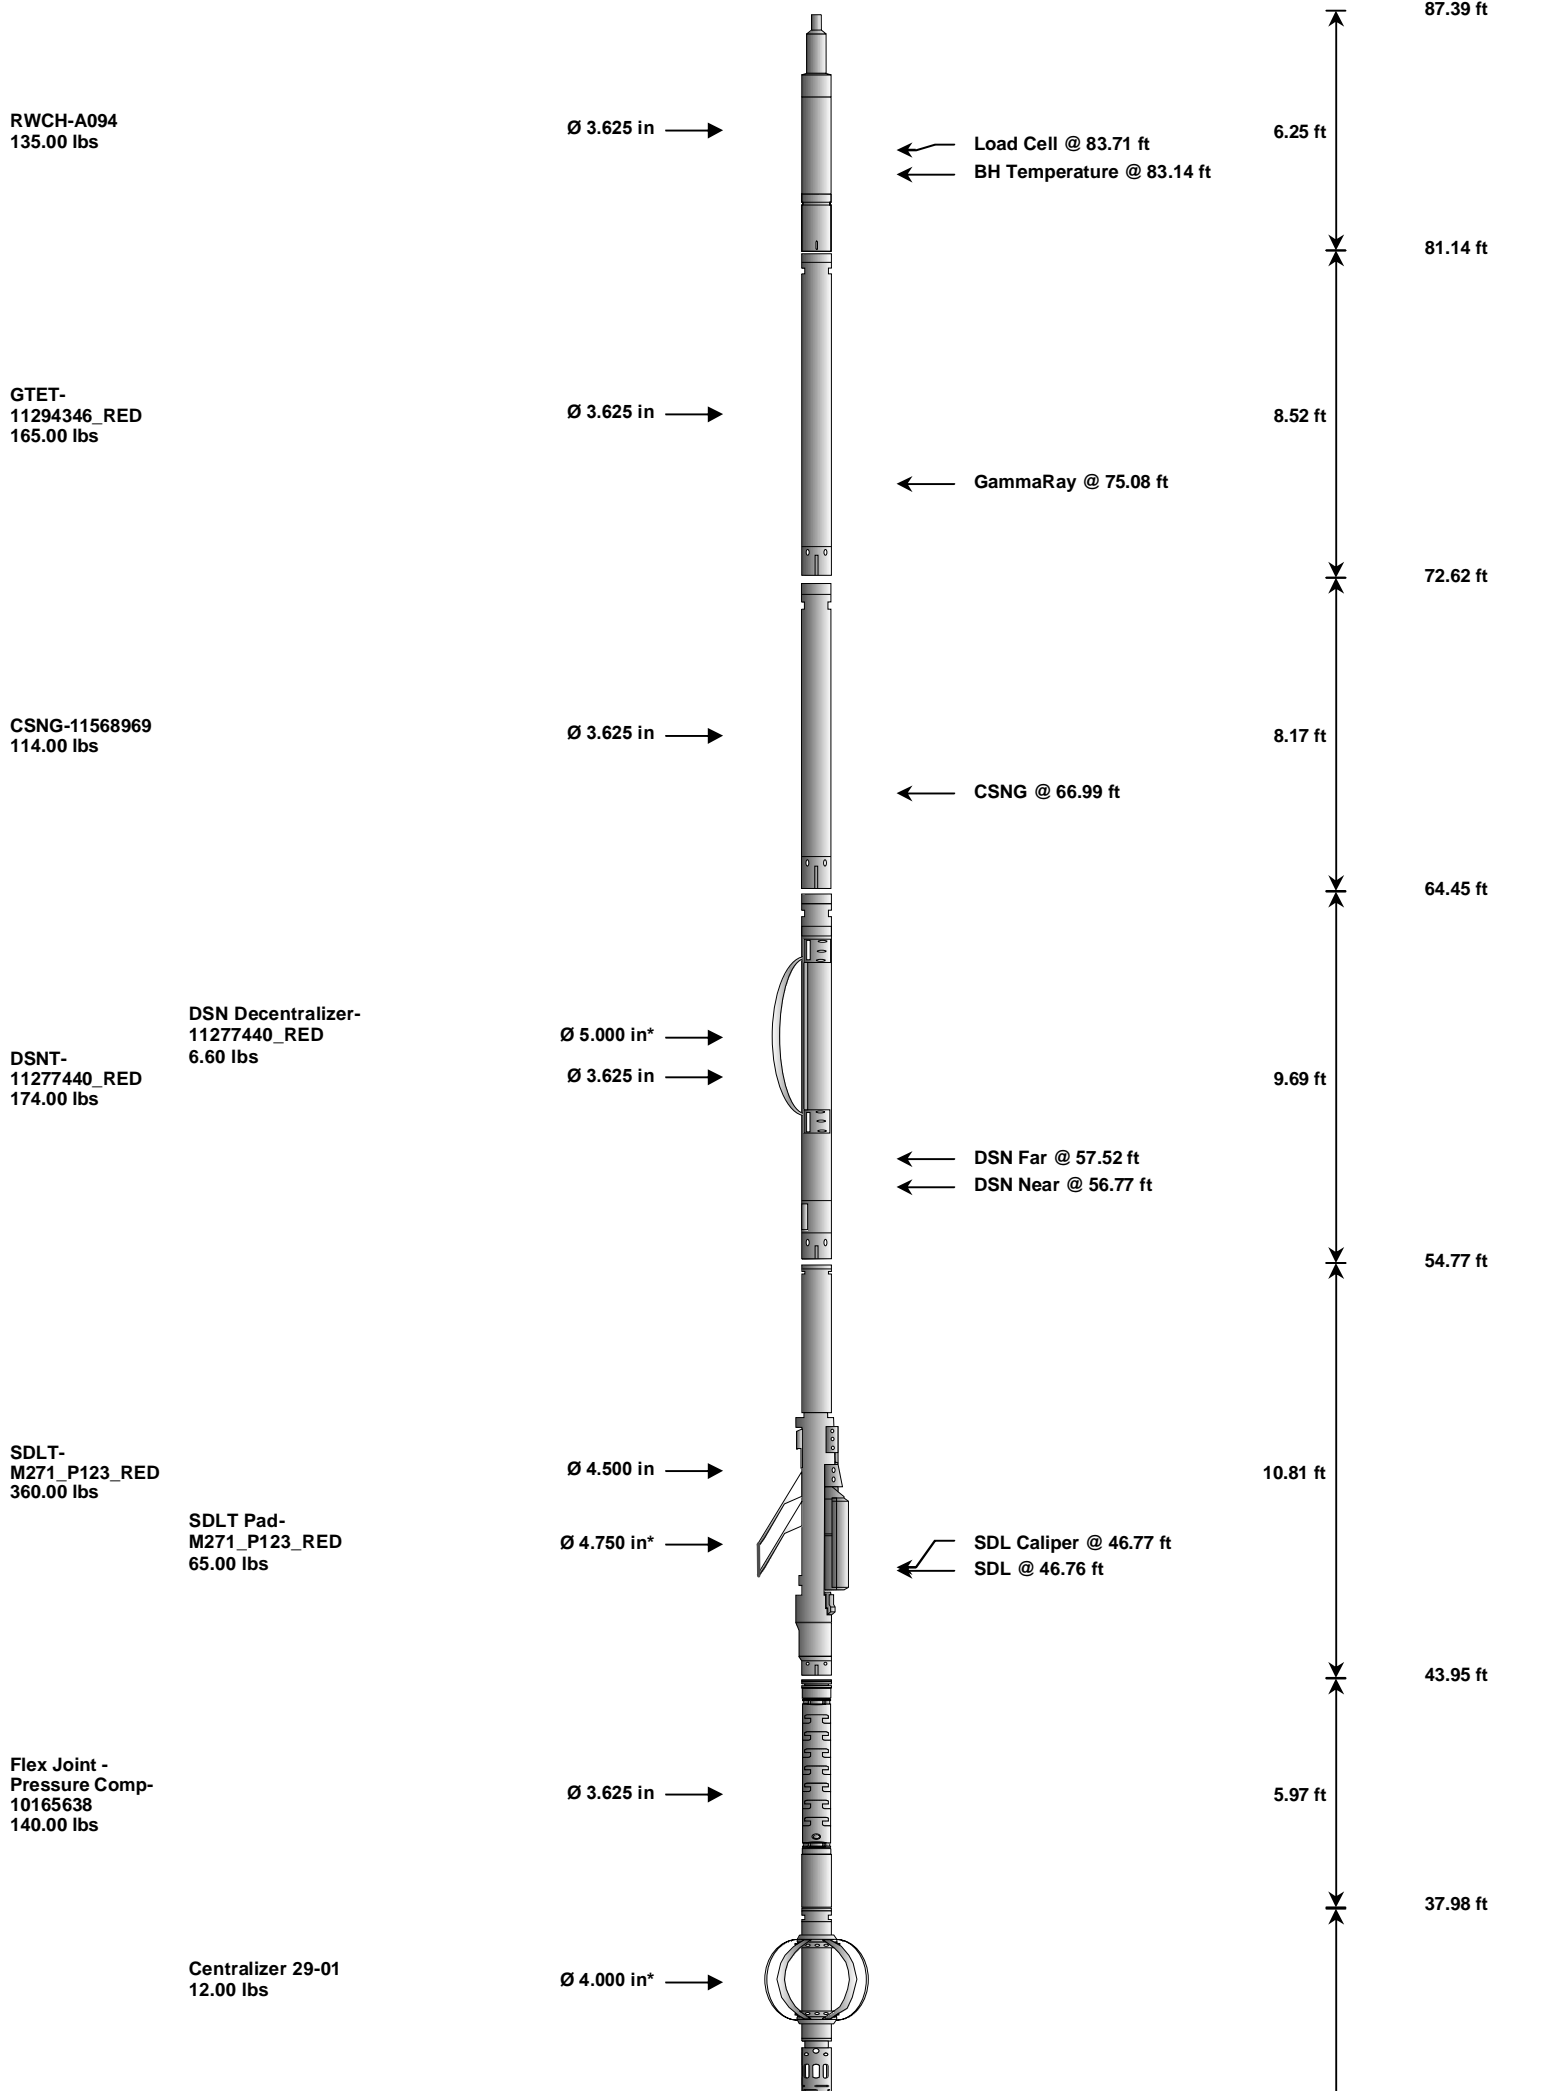 87.39 ft
RWCH-A094
135.00 lbs
Ø 3.625 in
Load Cell @ 83.71 ft
BH Temperature @ 83.14 ft
6.25 ft
81.14 ft
GTET-
11294346_RED
165.00 lbs
Ø 3.625 in
GammaRay @ 75.08 ft
8.52 ft
72.62 ft
CSNG-11568969
114.00 lbs
Ø 3.625 in
CSNG @ 66.99 ft
8.17 ft
64.45 ft
DSN Decentralizer-
11277440_RED
6.60 lbs
Ø 5.000 in*
DSNT-
11277440_RED
174.00 lbs
Ø 3.625 in
9.69 ft
DSN Far @ 57.52 ft
DSN Near @ 56.77 ft
54.77 ft
SDLT-
M271_P123_RED
360.00 lbs
Ø 4.500 in
10.81 ft
SDLT Pad-
M271_P123_RED
65.00 lbs
Ø 4.750 in*
SDL Caliper @ 46.77 ft
SDL @ 46.76 ft
43.95 ft
Flex Joint -
Pressure Comp-
10165638
140.00 lbs
Ø 3.625 in
5.97 ft
37.98 ft
Centralizer 29-01
12.00 lbs
Ø 4.000 in*